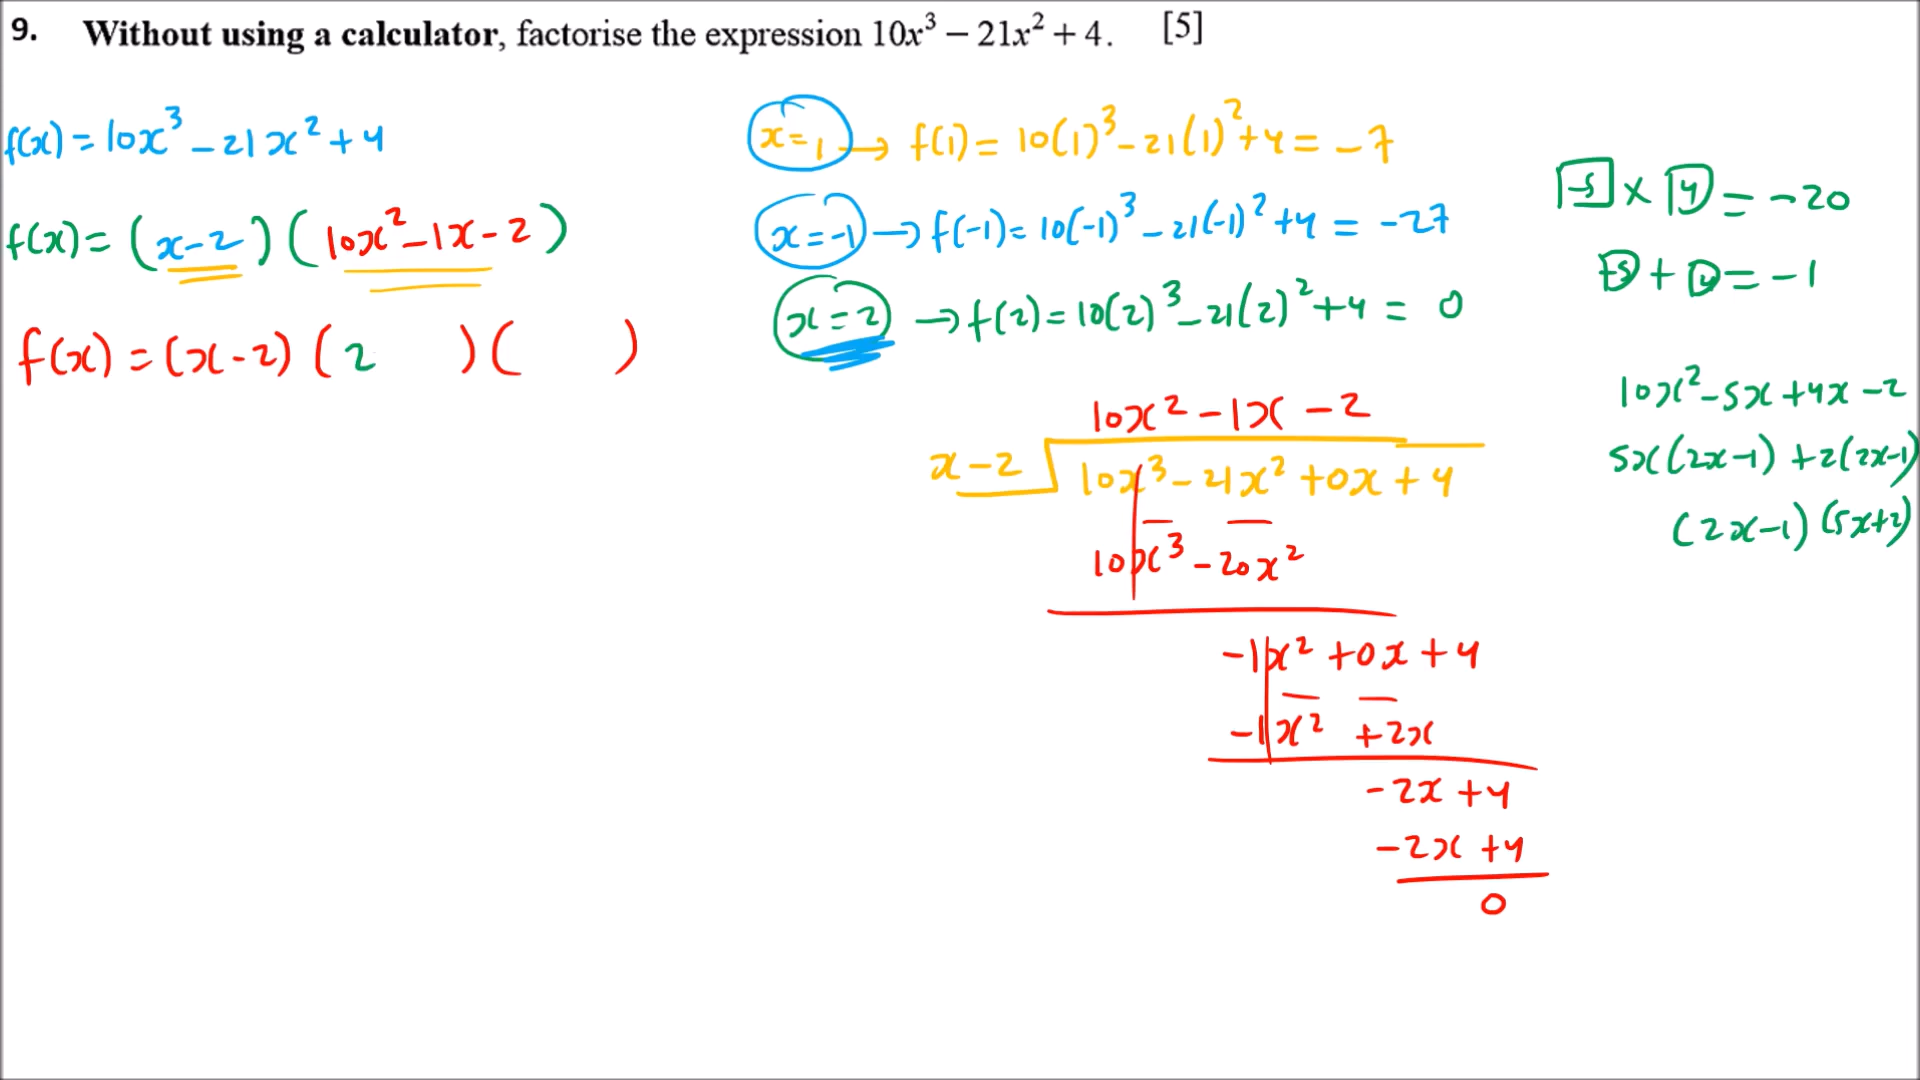 9. Without using a calculator, factorise the expression 10x³ − 21x² + 4. [5]
f(x) = 10x³ − 21x² + 4
f(x) = (x−2)(10x² − 1x − 2)
f(x) = (x−2)(2 )( )
x=1 → f(1) = 10(1)³ − 21(1)² + 4 = −7
x=−1 → f(−1) = 10(−1)³ − 21(−1)² + 4 = −27
x=2 → f(2) = 10(2)³ − 21(2)² + 4 = 0
10x² − 1x − 2
x−2 10x³ − 21x² + 0x + 4
10x³ − 20x²
−1x² + 0x + 4
−1x² + 2x
−2x + 4
−2x + 4
0
−5 × 4 = −20
−5 + 4 = −1
10x² − 5x + 4x − 2
5x(2x−1) + 2(2x−1)
(2x−1)(5x+2)